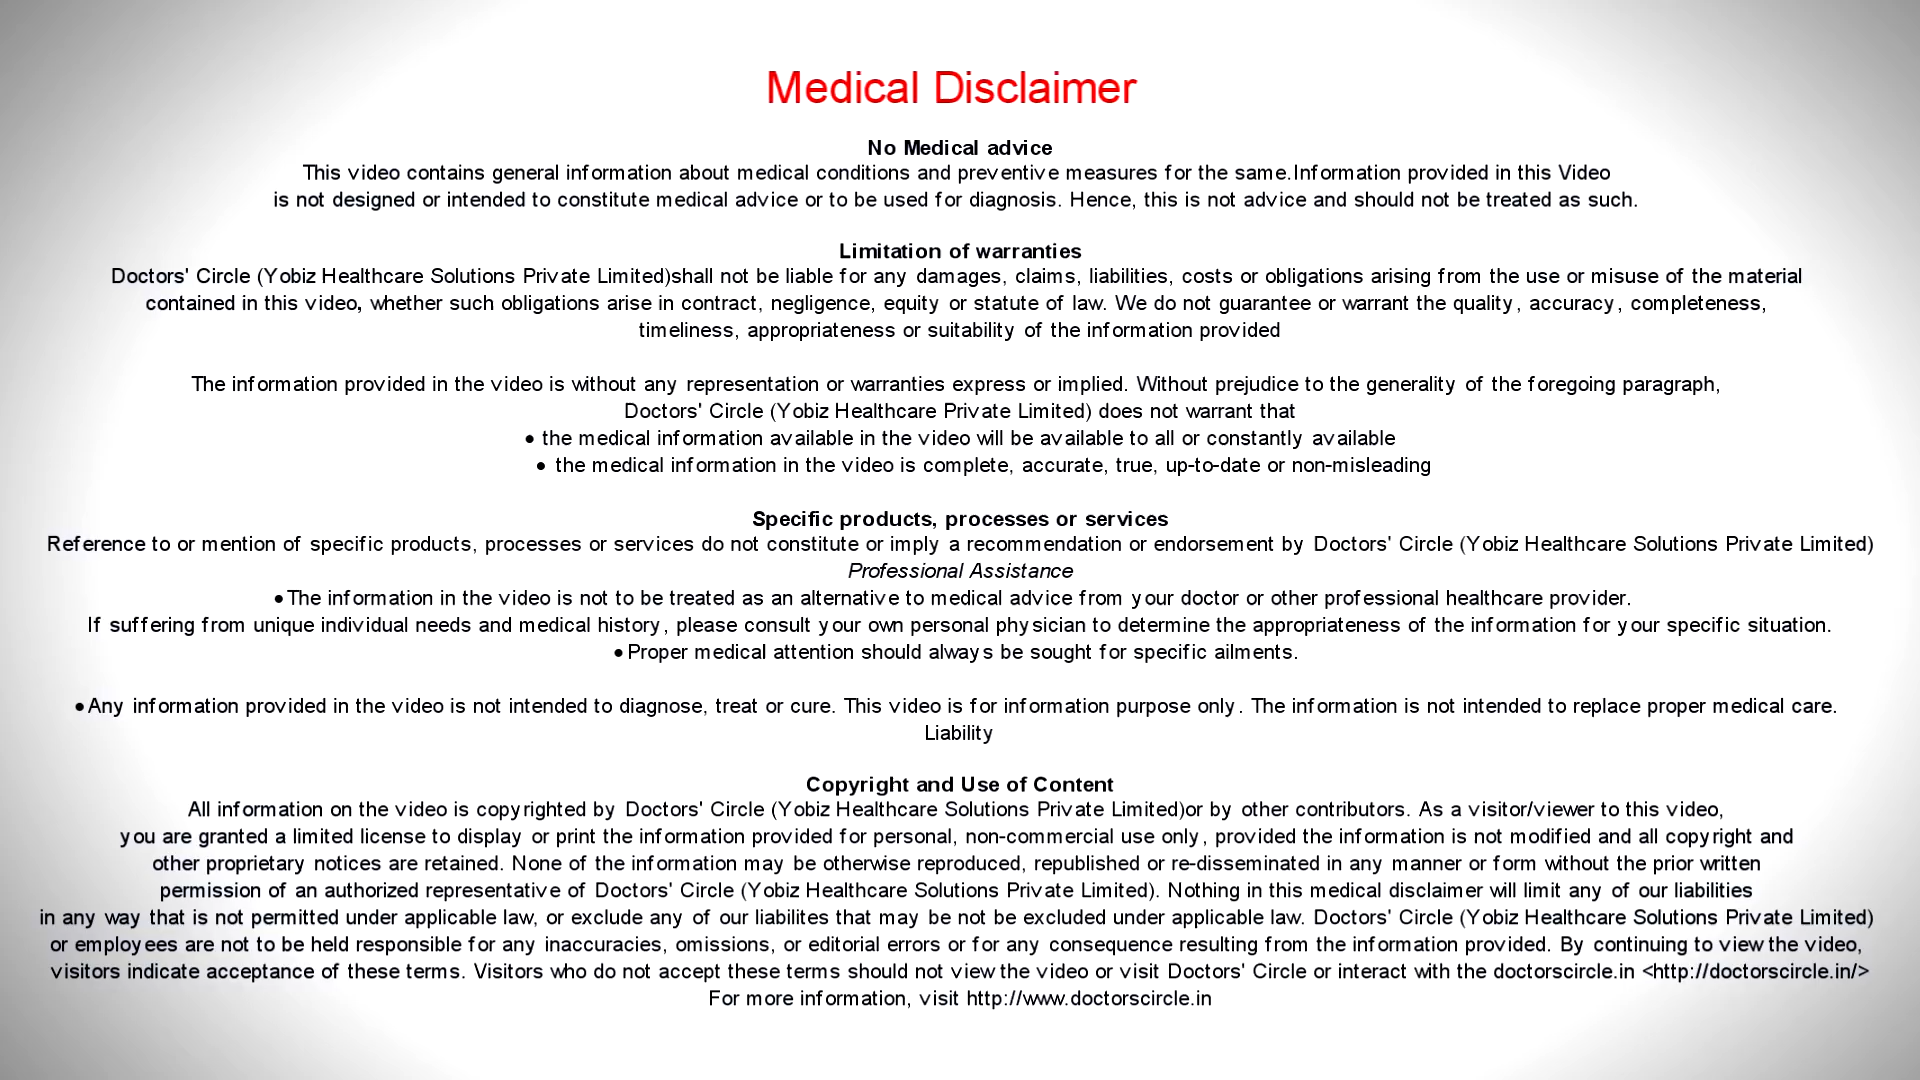 Medical Disclaimer
No Medical advice
This video contains general information about medical conditions and preventive measures for the same.Information provided in this Video
is not designed or intended to constitute medical advice or to be used for diagnosis. Hence, this is not advice and should not be treated as such.
Limitation of warranties
Doctors' Circle (Yobiz Healthcare Solutions Private Limited)shall not be liable for any damages, claims, liabilities, costs or obligations arising from the use or misuse of the material
contained in this video, whether such obligations arise in contract, negligence, equity or statute of law. We do not guarantee or warrant the quality, accuracy, completeness,
timeliness, appropriateness or suitability of the information provided
The information provided in the video is without any representation or warranties express or implied. Without prejudice to the generality of the foregoing paragraph,
Doctors' Circle (Yobiz Healthcare Private Limited) does not warrant that
• the medical information available in the video will be available to all or constantly available
• the medical information in the video is complete, accurate, true, up-to-date or non-misleading
Specific products, processes or services
Reference to or mention of specific products, processes or services do not constitute or imply a recommendation or endorsement by Doctors' Circle (Yobiz Healthcare Solutions Private Limited)
Professional Assistance
•The information in the video is not to be treated as an alternative to medical advice from your doctor or other professional healthcare provider.
If suffering from unique individual needs and medical history, please consult your own personal physician to determine the appropriateness of the information for your specific situation.
•Proper medical attention should always be sought for specific ailments.
•Any information provided in the video is not intended to diagnose, treat or cure. This video is for information purpose only. The information is not intended to replace proper medical care.
Liability
Copyright and Use of Content
All information on the video is copyrighted by Doctors' Circle (Yobiz Healthcare Solutions Private Limited)or by other contributors. As a visitor/viewer to this video,
you are granted a limited license to display or print the information provided for personal, non-commercial use only, provided the information is not modified and all copyright and
other proprietary notices are retained. None of the information may be otherwise reproduced, republished or re-disseminated in any manner or form without the prior written
permission of an authorized representative of Doctors' Circle (Yobiz Healthcare Solutions Private Limited). Nothing in this medical disclaimer will limit any of our liabilities
in any way that is not permitted under applicable law, or exclude any of our liabilites that may be not be excluded under applicable law. Doctors' Circle (Yobiz Healthcare Solutions Private Limited)
or employees are not to be held responsible for any inaccuracies, omissions, or editorial errors or for any consequence resulting from the information provided. By continuing to view the video,
visitors indicate acceptance of these terms. Visitors who do not accept these terms should not view the video or visit Doctors' Circle or interact with the doctorscircle.in <http://doctorscircle.in/>
For more information, visit http://www.doctorscircle.in